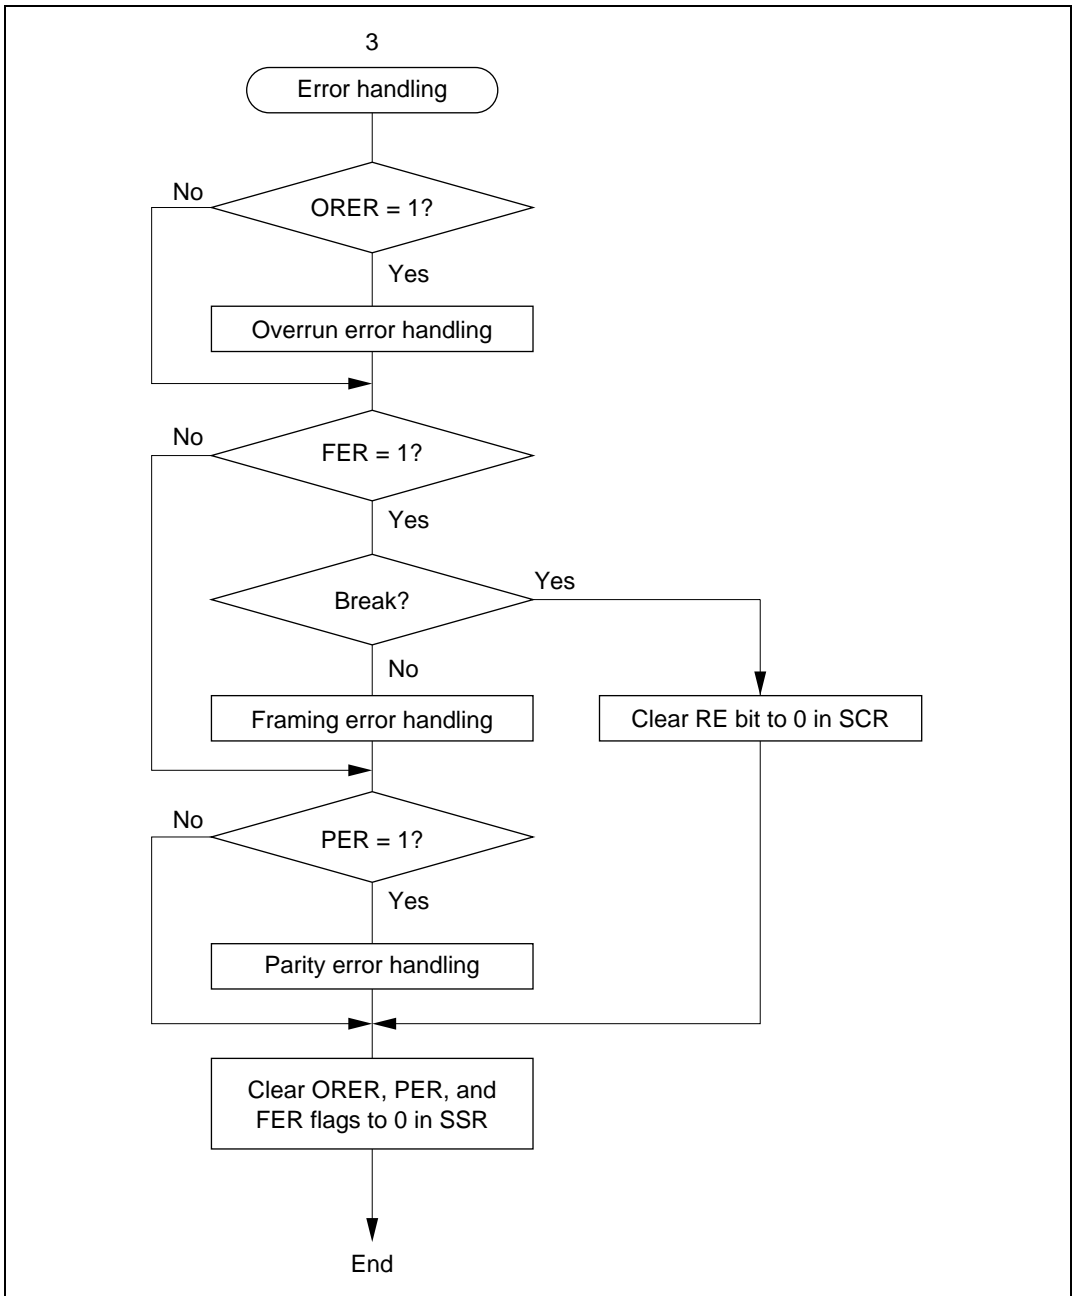 3
Error handling
No
ORER = 1?
Yes
Overrun error handling
No
FER = 1?
Yes
Break?
Yes
No
Framing error handling
Clear RE bit to 0 in SCR
No
PER = 1?
Yes
Parity error handling
Clear ORER, PER, and
FER flags to 0 in SSR
End